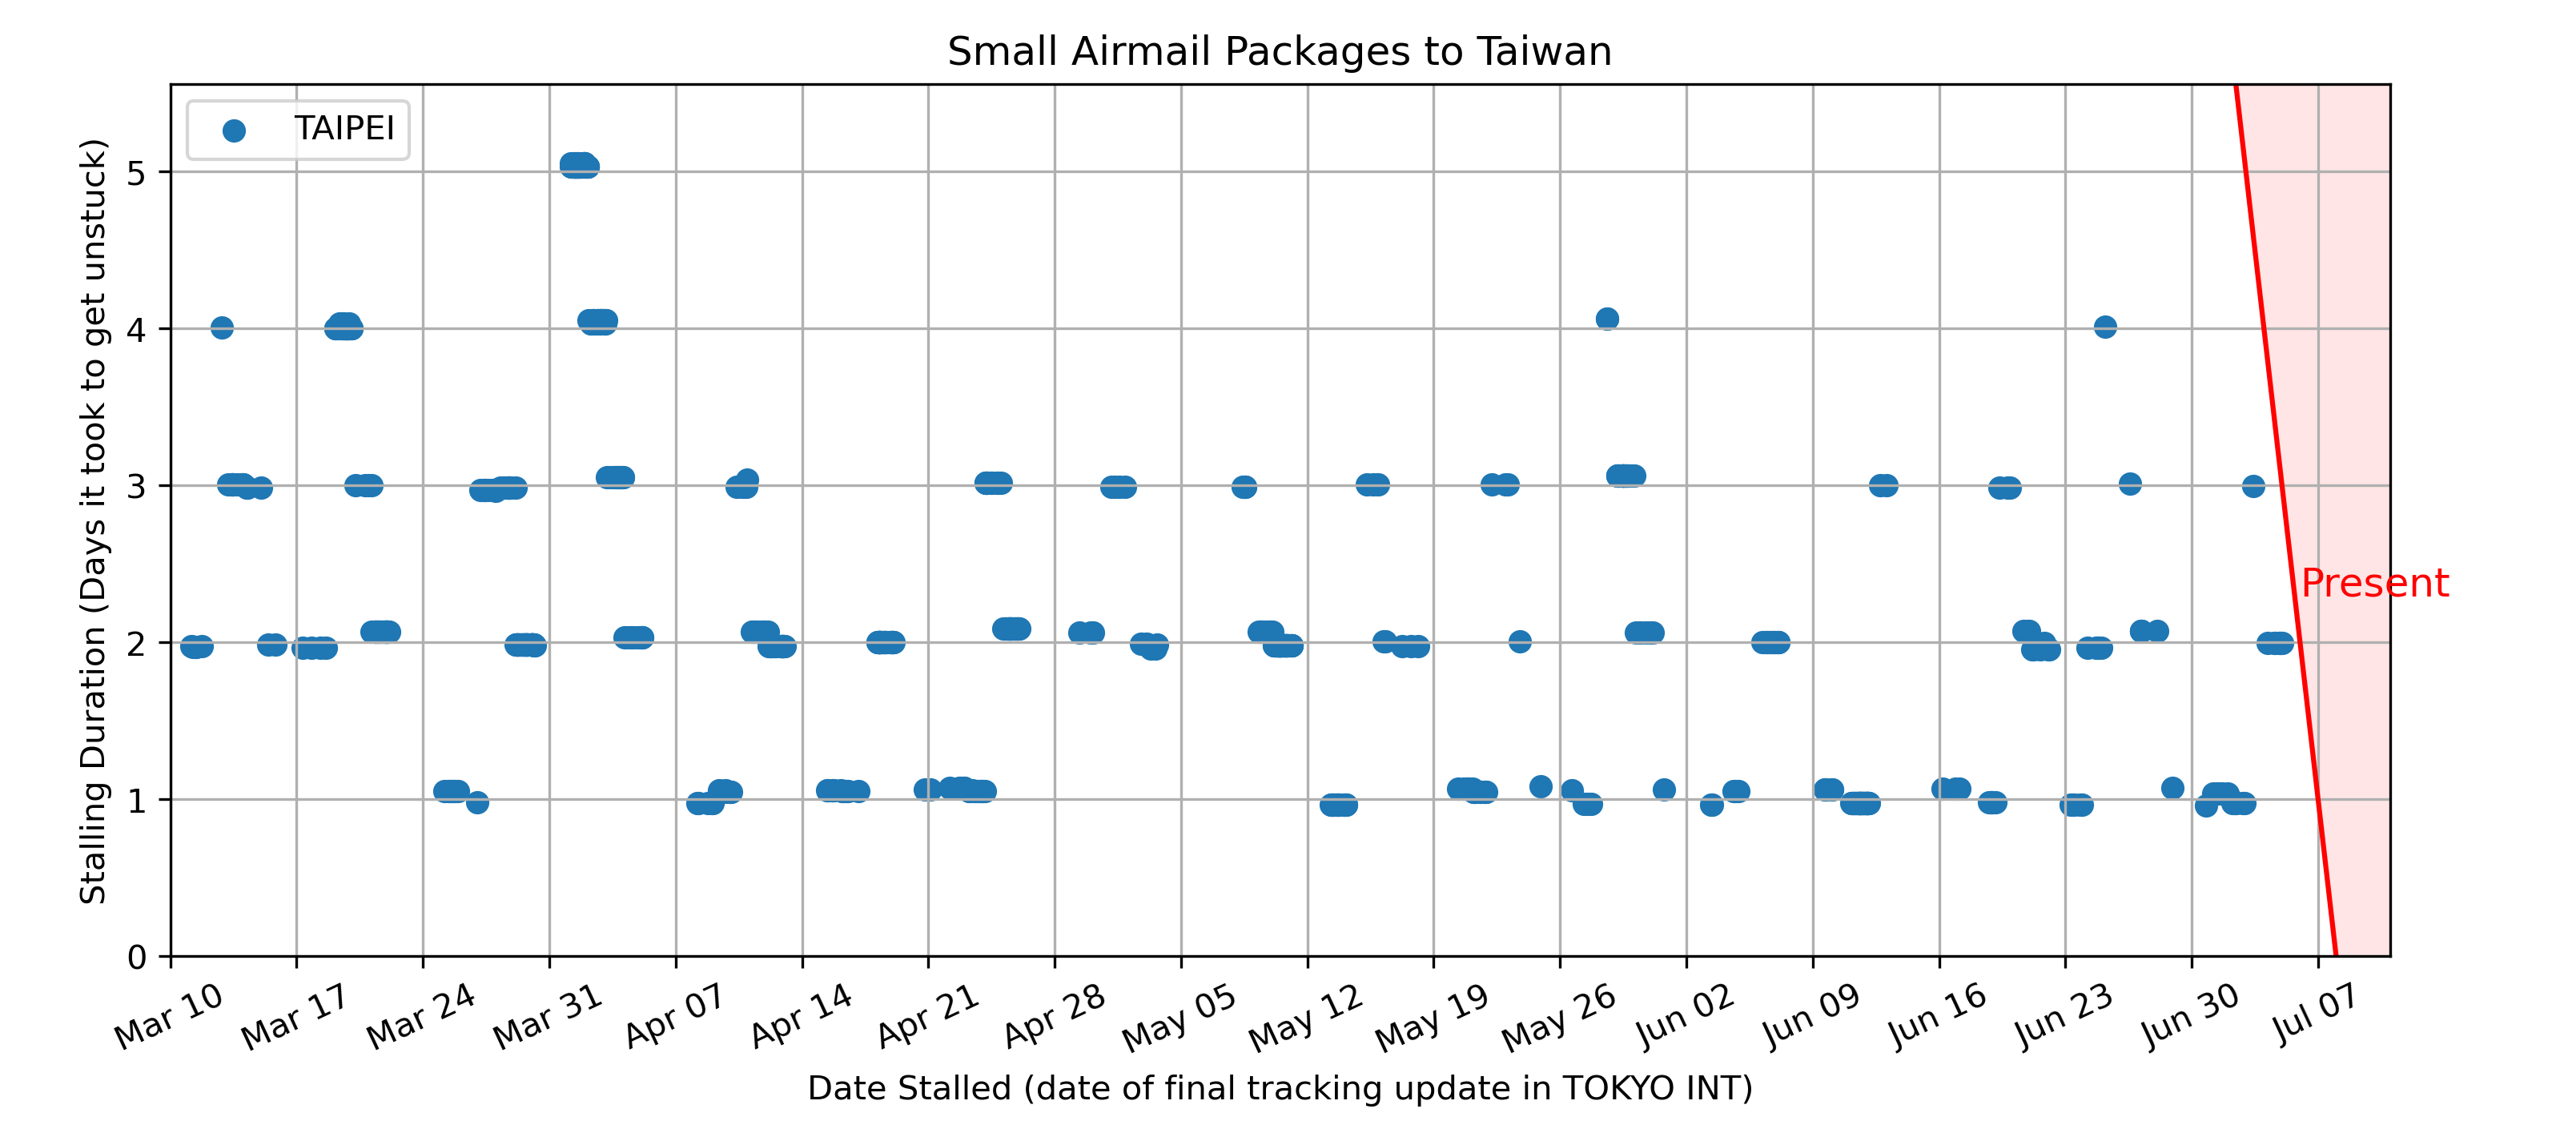 Small Airmail Packages to Taiwan
TAIPEI
Stalling Duration (Days it took to get unstuck)
5
4
3
2
1
0
Present
Mar 10
Mar 17
Mar 24
Mar 31
Apr 07
Apr 14
Apr 21
Apr 28
May 05
May 12
May 19
May 26
Jun 02
Jun 09
Jun 16
Jun 23
Jun 30
Jul 07
Date Stalled (date of final tracking update in TOKYO INT)